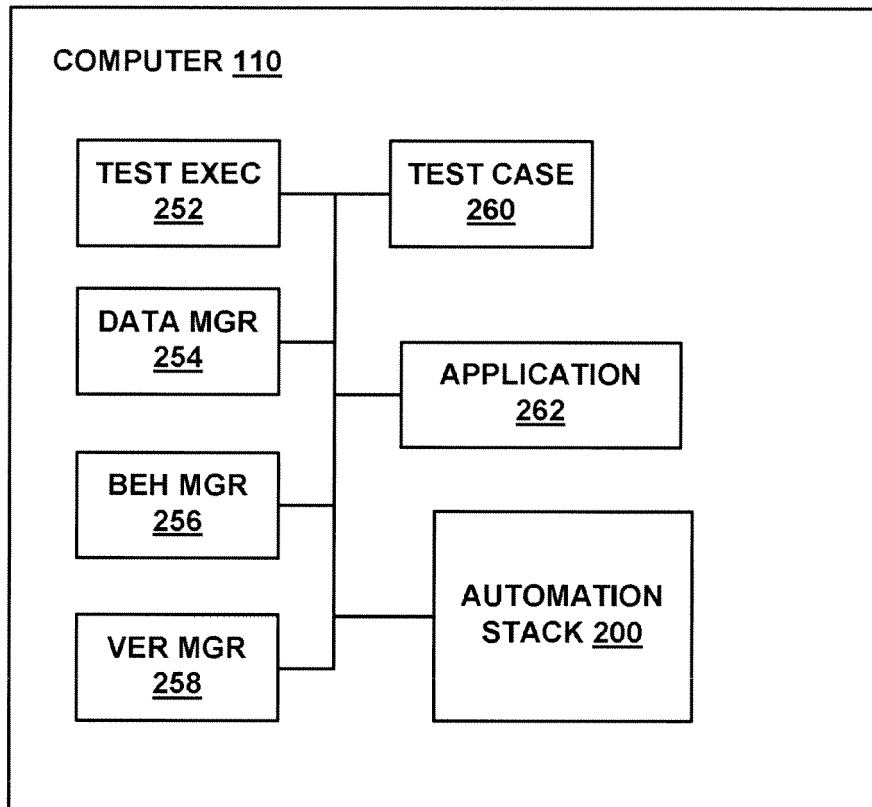 COMPUTER 110
TEST EXEC
252
TEST CASE
260
DATA MGR
254
APPLICATION
262
BEH MGR
256
AUTOMATION
STACK 200
VER MGR
258